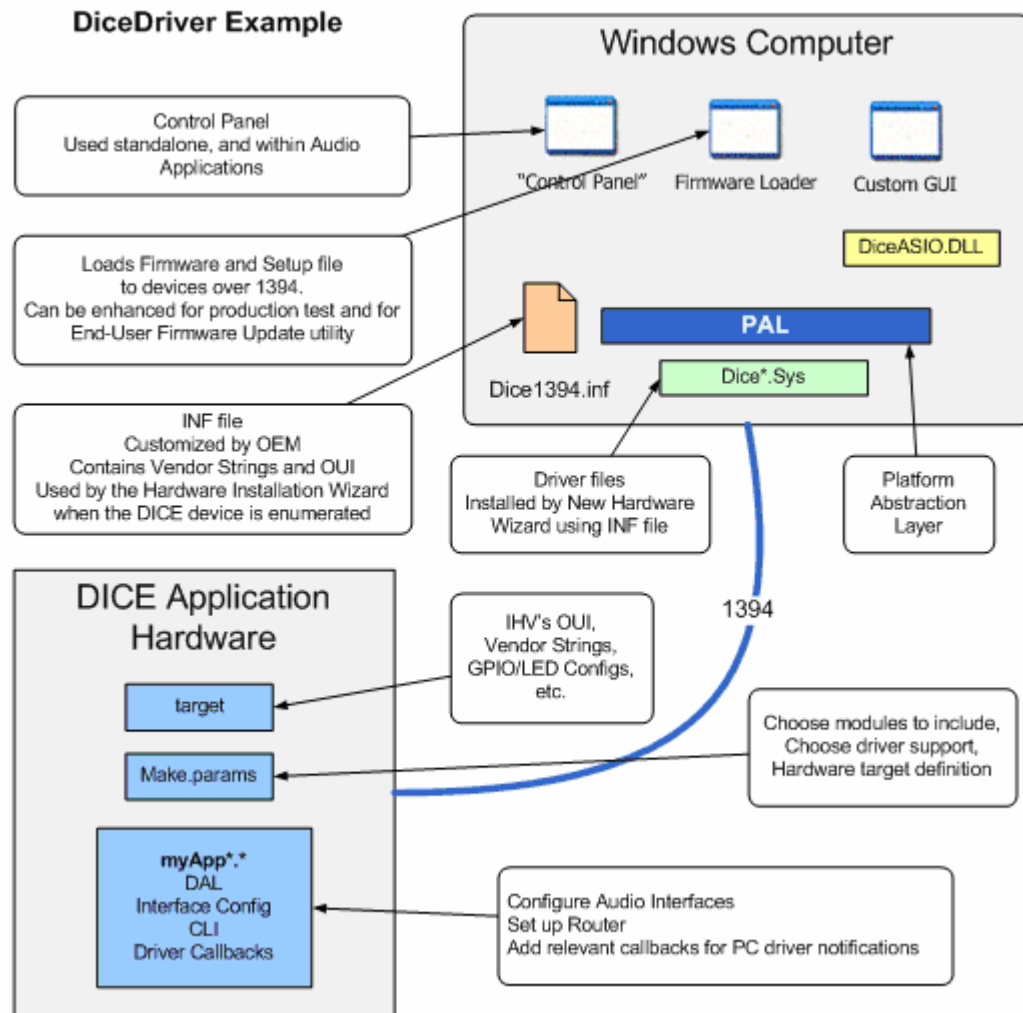 DiceDriver Example
Windows Computer
Control Panel
Used standalone, and within Audio
Applications
"Control Panel"
Firmware Loader
Custom GUI
DiceASIO.DLL
Loads Firmware and Setup file
to devices over 1394.
Can be enhanced for production test and for
End-User Firmware Update utility
PAL
Dice*.Sys
Dice1394.inf
INF file
Customized by OEM
Contains Vendor Strings and OUI
Used by the Hardware Installation Wizard
when the DICE device is enumerated
Driver files
Installed by New Hardware
Wizard using INF file
Platform
Abstraction
Layer
DICE Application
Hardware
1394
IHV's OUI,
Vendor Strings,
GPIO/LED Configs,
etc.
target
Choose modules to include,
Choose driver support,
Hardware target definition
Make.params
myApp*.*
DAL
Interface Config
CLI
Driver Callbacks
Configure Audio Interfaces
Set up Router
Add relevant callbacks for PC driver notifications